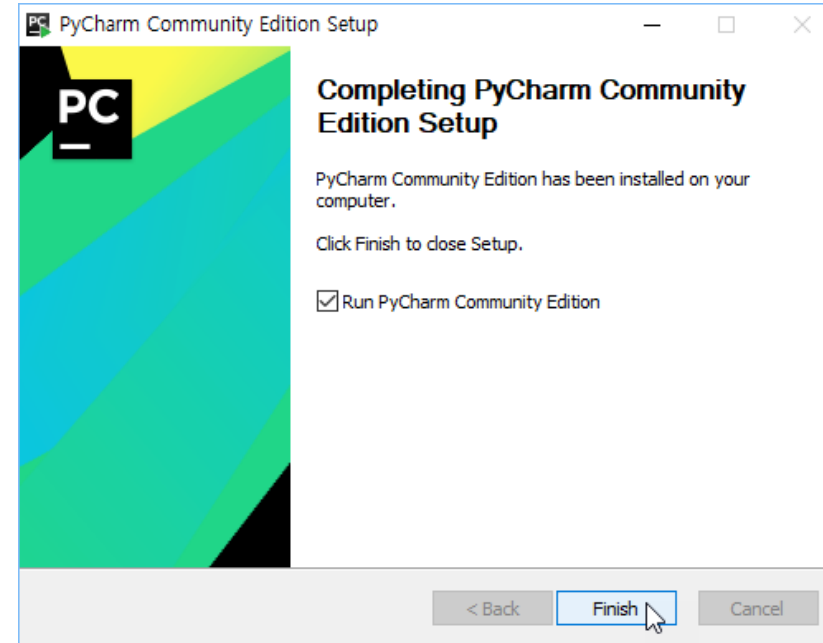 PyCharm Community Edition Setup
PC
Completing PyCharm Community
Edition Setup
PyCharm Community Edition has been installed on your
computer.
Click Finish to close Setup.
Run PyCharm Community Edition
< Back Finish Cancel